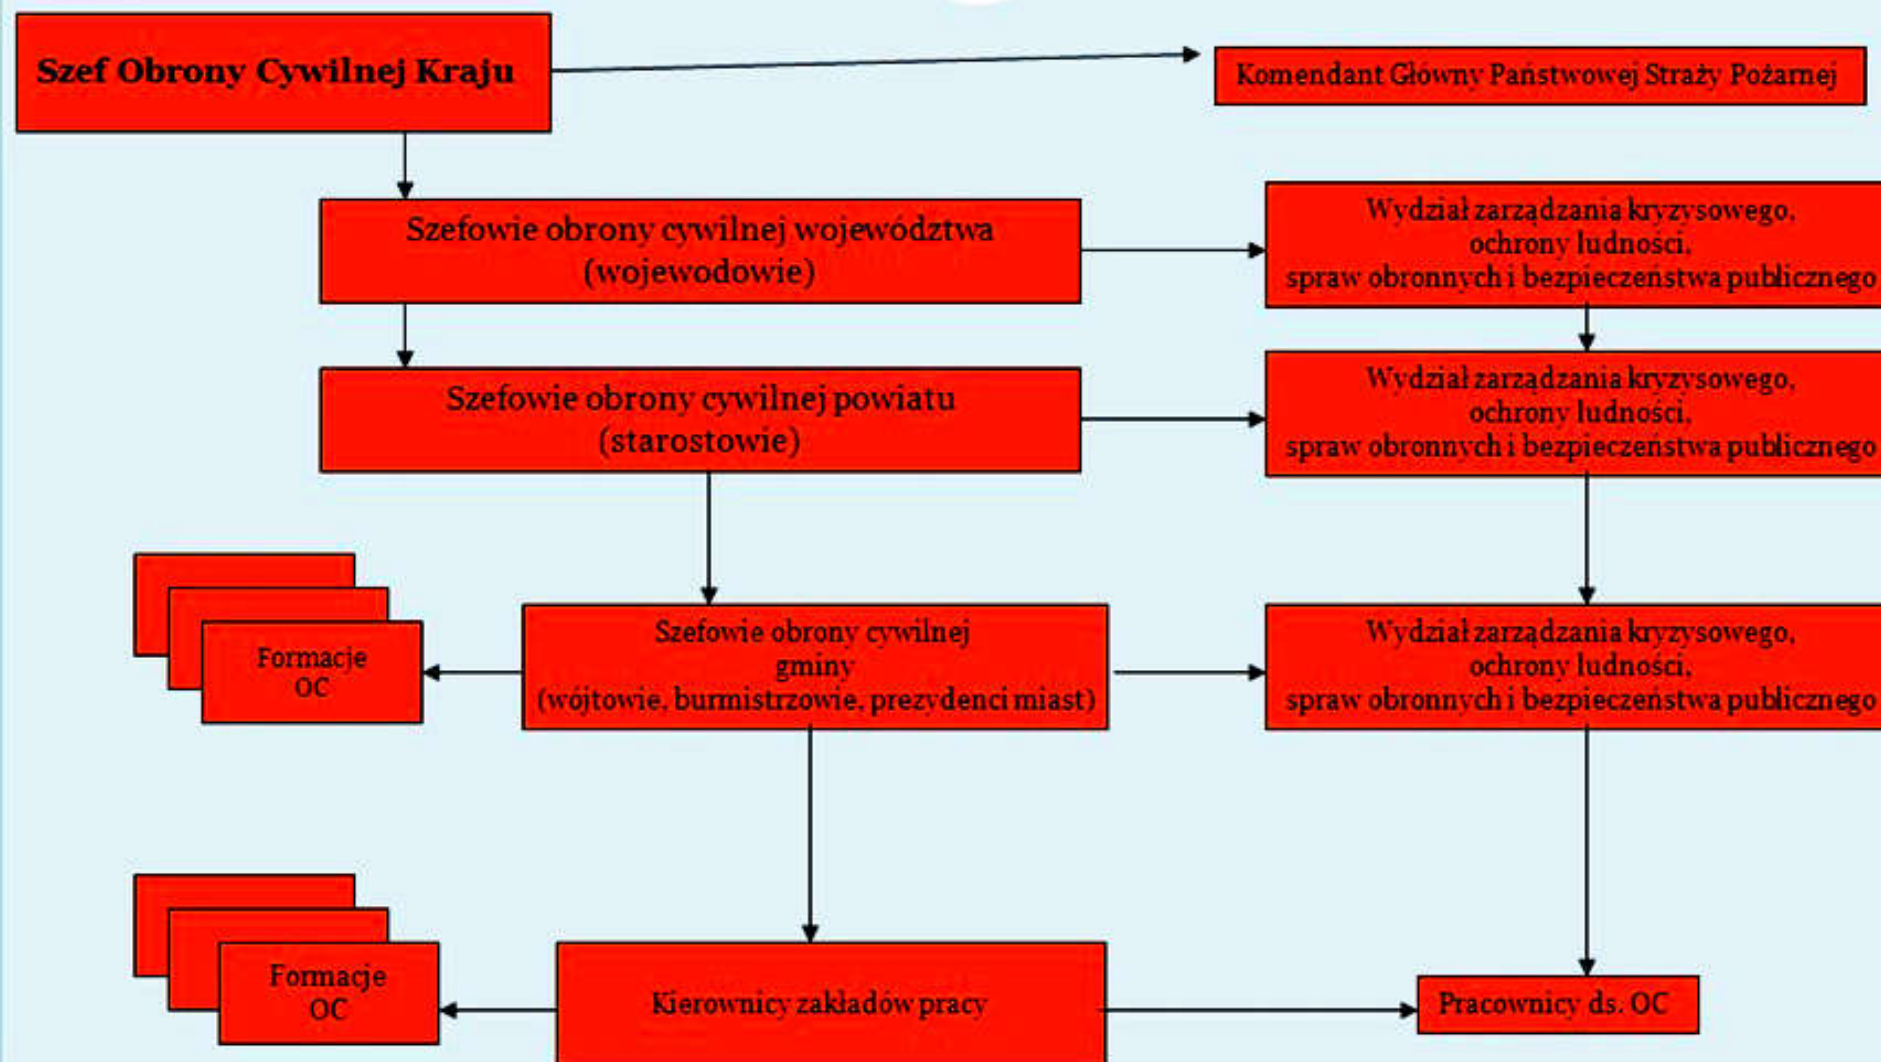 Szef Obrony Cywilnej Kraju
Komendant Główny Państwowej Straży Pożarnej
Szefowie obrony cywilnej województwa
(wojewodowie)
Wydział zarządzania kryzysowego,
ochrony ludności,
spraw obronnych i bezpieczeństwa publicznego
Szefowie obrony cywilnej powiatu
(starostowie)
Wydział zarządzania kryzysowego,
ochrony ludności,
spraw obronnych i bezpieczeństwa publicznego
Formacje
OC
Szefowie obrony cywilnej
gminy
(wójtowie, burmistrzowie, prezydenci miast)
Wydział zarządzania kryzysowego,
ochrony ludności,
spraw obronnych i bezpieczeństwa publicznego
Formacje
OC
Kierownicy zakładów pracy
Pracownicy ds. OC